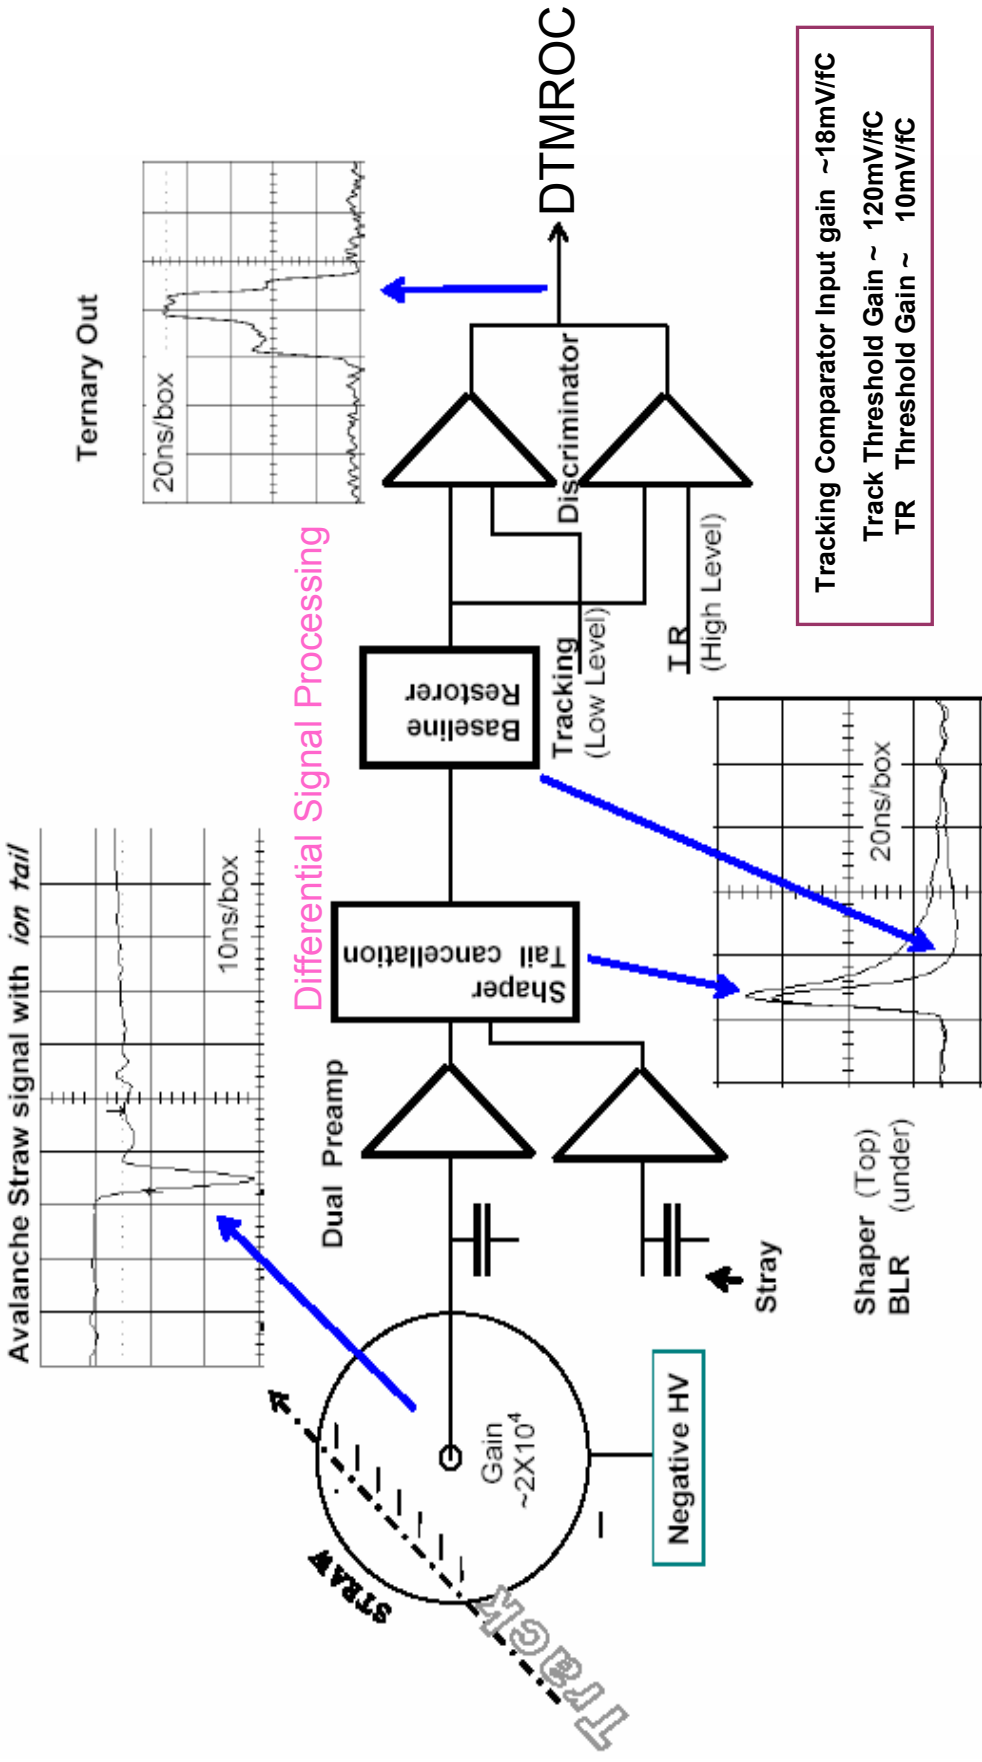 Avalanche Straw signal with ion tail
10ns/box
Ternary Out
20ns/box
Differential Signal Processing
STRAW
Track
Gain
~2X10⁴
Negative HV
Dual Preamp
Stray
Shaper
Tail cancellation
Baseline
Restorer
Tracking
(Low Level)
TR
(High Level)
Discriminator
DTMROC
Shaper (Top)
BLR (under)
20ns/box
Tracking Comparator Input gain ~18mV/fC
Track Threshold Gain ~ 120mV/fC
TR Threshold Gain ~ 10mV/fC